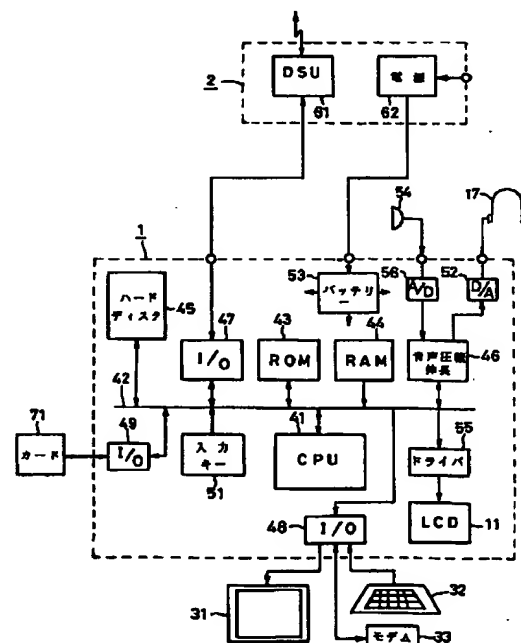 2
DSU
61
電源
62
54
17
1
ハード
ディスク
45
47
I/O
43
ROM
53
バッテリ
ー
44
RAM
56
A/D
52
D/A
音声圧縮
伸長
46
42
71
カード
49
I/O
入力
キー
51
41
CPU
55
ドライバ
LCD
11
48
I/O
31
32
モデム
33